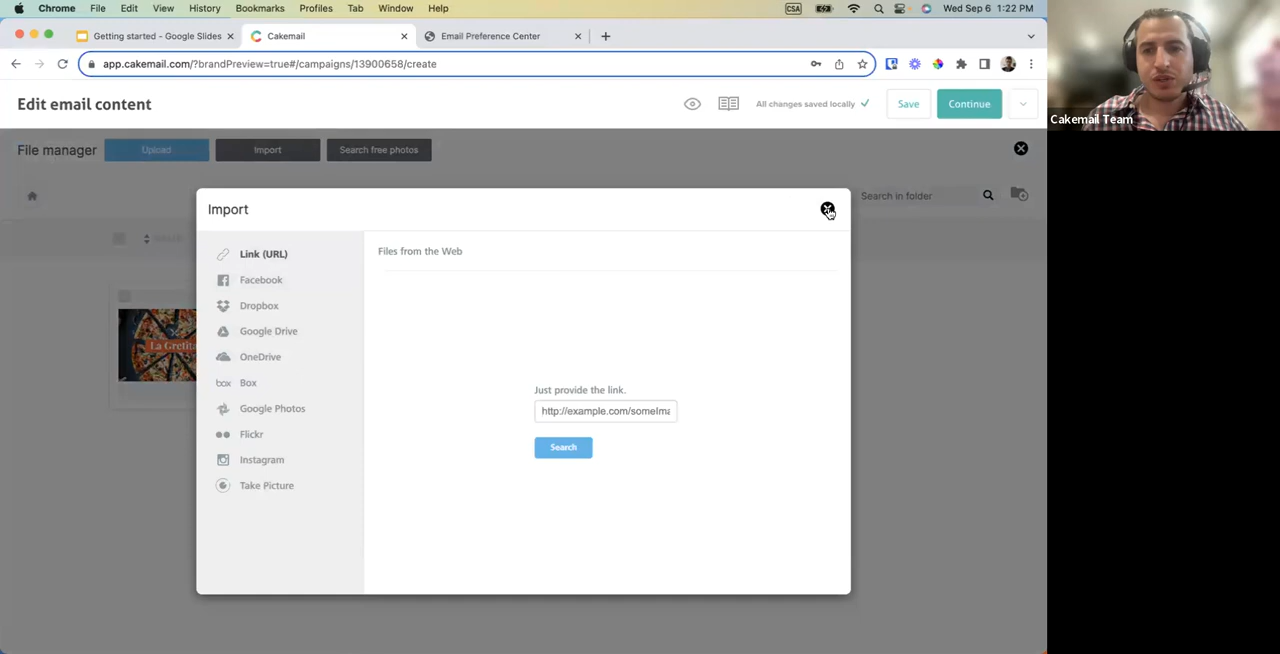 Chrome File Edit View History Bookmarks Profiles Tab Window Help CSA Wed Sep 6 1:22 PM
Getting started - Google Slides Cakemail Email Preference Center
app.cakemail.com/?brandPreview=true#/campaigns/13900658/create
Edit email content All changes saved locally Save Continue
Cakemail Team
File manager Upload Import Search free photos
Search in folder
Import
Link (URL)
Files from the Web
Facebook
Dropbox
Google Drive
OneDrive
Box
Google Photos
Flickr
Instagram
Take Picture
Just provide the link.
http://example.com/someIma
Search
La Gretita